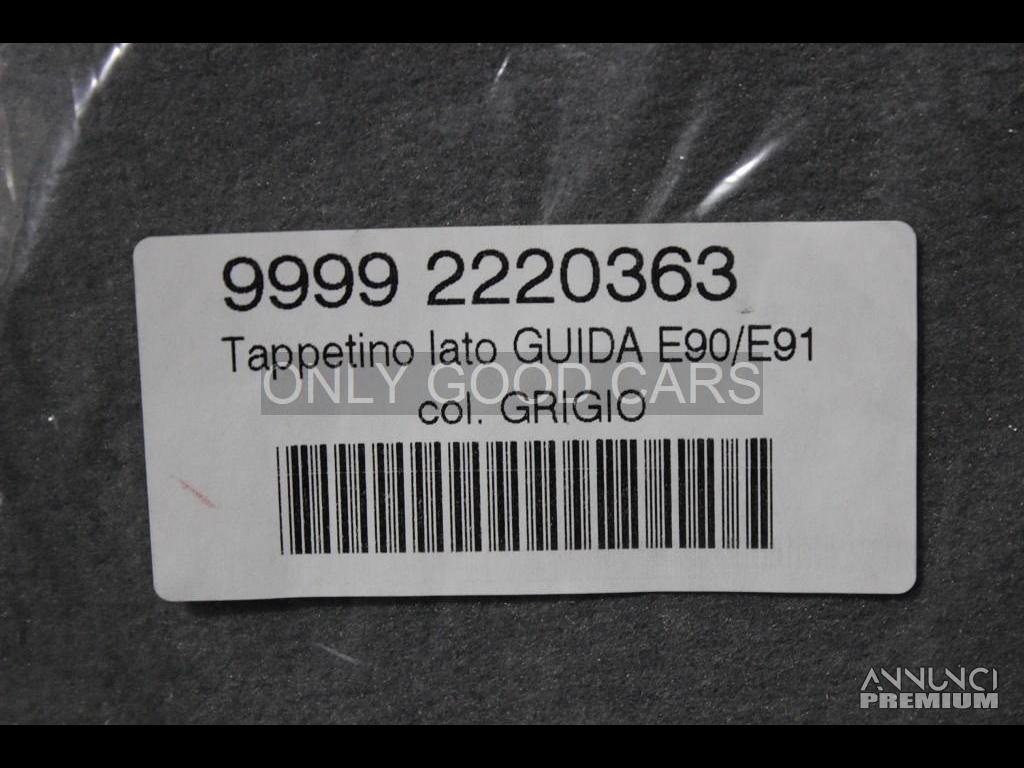 9999 2220363
Tappetino lato GUIDA E90/E91
ONLY GOOD CARS
col. GRIGIO
ANNUNCI
PREMIUM